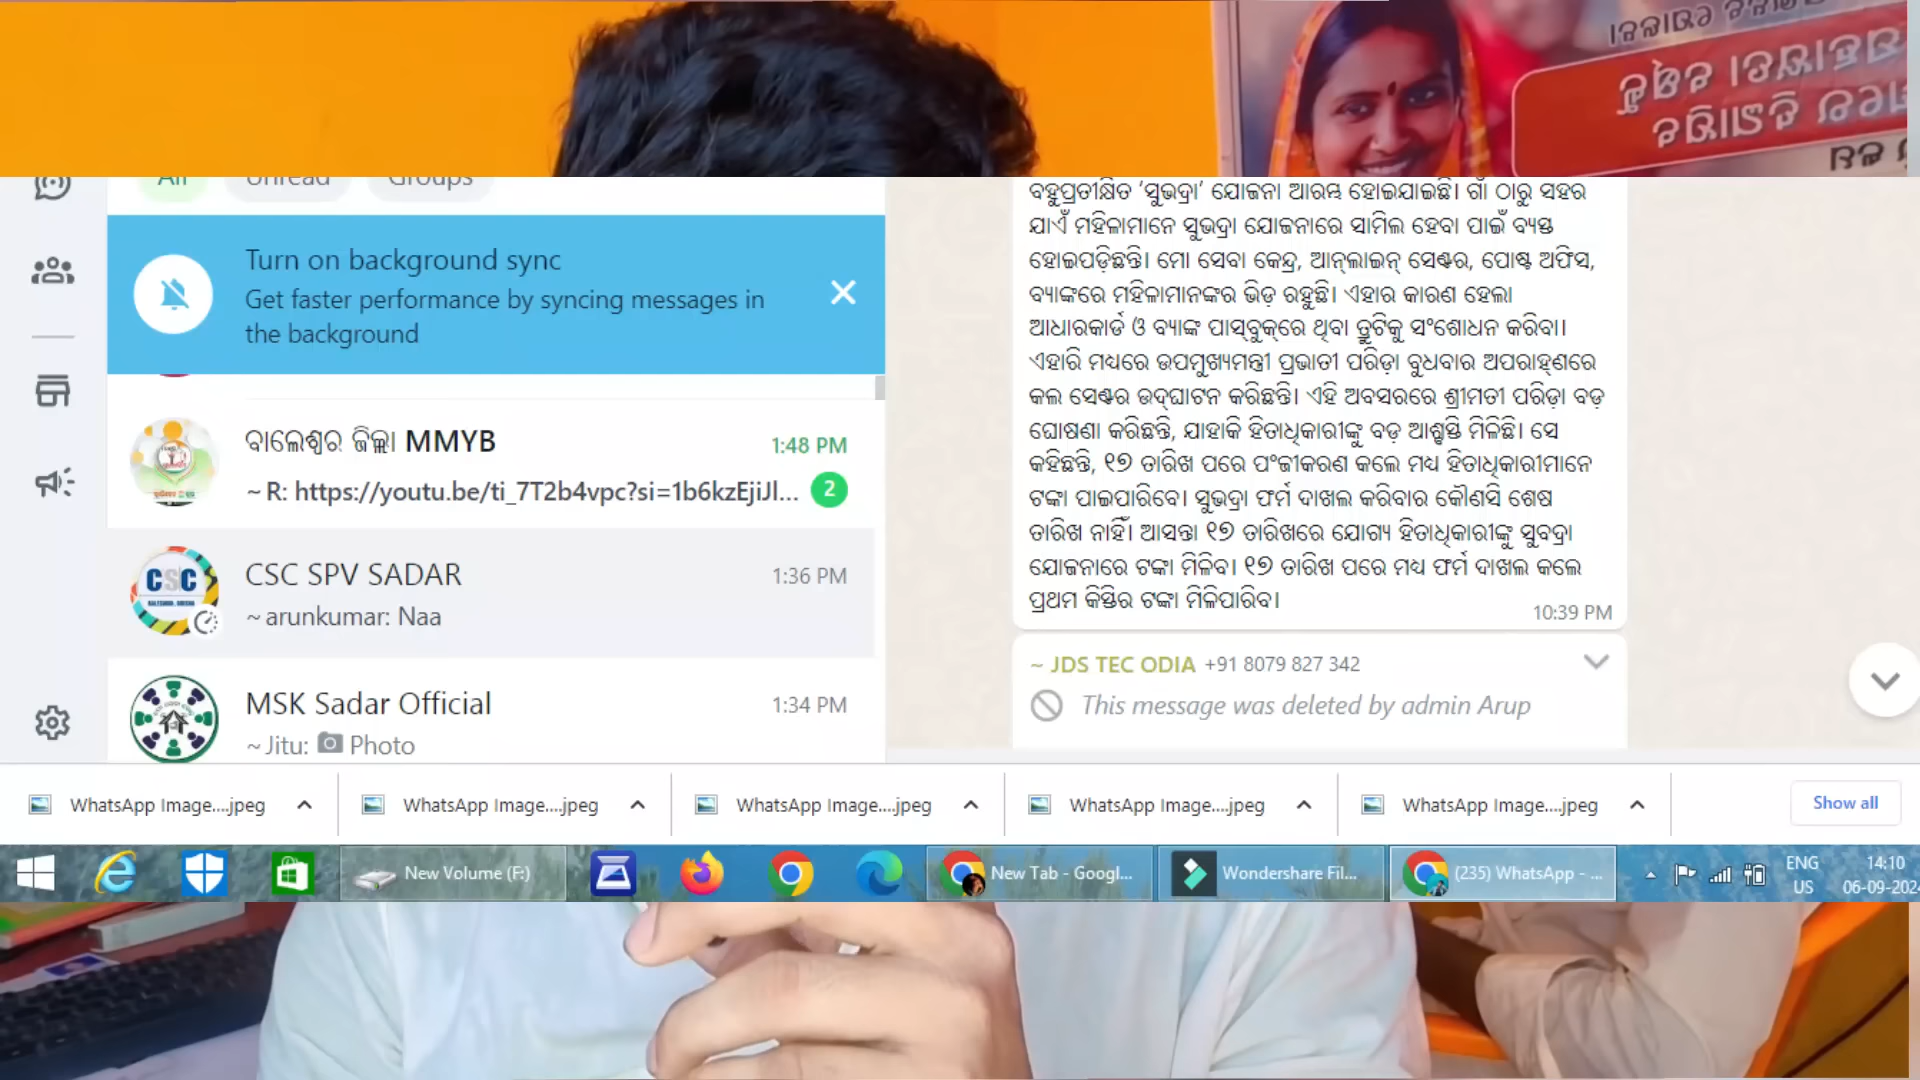 All
Unread
Groups
Turn on background sync
Get faster performance by syncing messages in
the background
ବାଲେଶ୍ୱର ଜିଲ୍ଲା MMYB
1:48 PM
~ R: https://youtu.be/ti_7T2b4vpc?si=1b6kzEjiJl...
2
CSC
CSC SPV SADAR
1:36 PM
~ arunkumar: Naa
MSK Sadar Official
1:34 PM
~ Jitu: Photo
ବହୁପ୍ରତୀକ୍ଷିତ ‘ସୁଭଦ୍ରା’ ଯୋଜନା ଆରମ୍ଭ ହୋଇଯାଇଛି। ଗାଁ ଠାରୁ ସହର
ଯାଏଁ ମହିଳାମାନେ ସୁଭଦ୍ରା ଯୋଜନାରେ ସାମିଲ ହେବା ପାଇଁ ବ୍ୟସ୍ତ
ହୋଇପଡ଼ିଛନ୍ତି। ମୋ ସେବା କେନ୍ଦ୍ର, ଆନ୍‌ଲାଇନ୍ ସେଣ୍ଟର, ପୋଷ୍ଟ ଅଫିସ,
ବ୍ୟାଙ୍କରେ ମହିଳାମାନଙ୍କର ଭିଡ଼ ରହୁଛି। ଏହାର କାରଣ ହେଲା
ଆଧାରକାର୍ଡ ଓ ବ୍ୟାଙ୍କ ପାସ୍‌ବୁକ୍‌ରେ ଥିବା ତ୍ରୁଟିକୁ ସଂଶୋଧନ କରିବା।
ଏହାରି ମଧ୍ୟରେ ଉପମୁଖ୍ୟମନ୍ତ୍ରୀ ପ୍ରଭାତୀ ପରିଡ଼ା ବୁଧବାର ଅପରାହ୍ଣରେ
କଲ ସେଣ୍ଟର ଉଦ୍‌ଘାଟନ କରିଛନ୍ତି। ଏହି ଅବସରରେ ଶ୍ରୀମତୀ ପରିଡ଼ା ବଡ଼
ଘୋଷଣା କରିଛନ୍ତି, ଯାହାକି ହିତାଧିକାରୀଙ୍କୁ ବଡ଼ ଆଶ୍ବସ୍ତି ମିଳିଛି। ସେ
କହିଛନ୍ତି, ୧୭ ତାରିଖ ପରେ ପଂଜୀକରଣ କଲେ ମଧ୍ୟ ହିତାଧିକାରୀମାନେ
ଟଙ୍କା ପାଇପାରିବେ। ସୁଭଦ୍ରା ଫର୍ମ ଦାଖଲ କରିବାର କୌଣସି ଶେଷ
ତାରିଖ ନାହିଁ। ଆସନ୍ତା ୧୭ ତାରିଖରେ ଯୋଗ୍ୟ ହିତାଧିକାରୀଙ୍କୁ ସୁବଦ୍ରା
ଯୋଜନାରେ ଟଙ୍କା ମିଳିବ। ୧୭ ତାରିଖ ପରେ ମଧ୍ୟ ଫର୍ମ ଦାଖଲ କଲେ
ପ୍ରଥମ କିସ୍ତିର ଟଙ୍କା ମିଳିପାରିବ।
10:39 PM
~ JDS TEC ODIA +91 8079 827 342
This message was deleted by admin Arup
WhatsApp Image....jpeg
WhatsApp Image....jpeg
WhatsApp Image....jpeg
WhatsApp Image....jpeg
WhatsApp Image....jpeg
Show all
New Volume (F:)
New Tab - Googl...
Wondershare Fil...
(235) WhatsApp - ...
ENG
US
14:10
06-09-2024